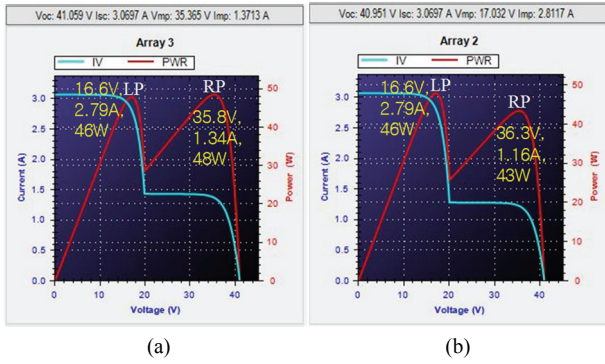 Voc: 41.059 V Isc: 3.0697 A Vmp: 35.365 V Imp: 1.3713 A
Array 3
IV PWR
Current (A)
3.0
2.5
2.0
1.5
1.0
0.5
0.0
16.6V,
2.79A,
46W
LP
RP
35.8V,
1.34A,
48W
50
40
30
20
10
0
Power (W)
0 10 20 30 40
Voltage (V)
(a)
Voc: 40.951 V Isc: 3.0697 A Vmp: 17.032 V Imp: 2.8117 A
Array 2
IV PWR
Current (A)
3.0
2.5
2.0
1.5
1.0
0.5
0.0
16.6V,
2.79A,
46W
LP
RP
36.3V,
1.16A,
43W
50
40
30
20
10
0
Power (W)
0 10 20 30 40
Voltage (V)
(b)